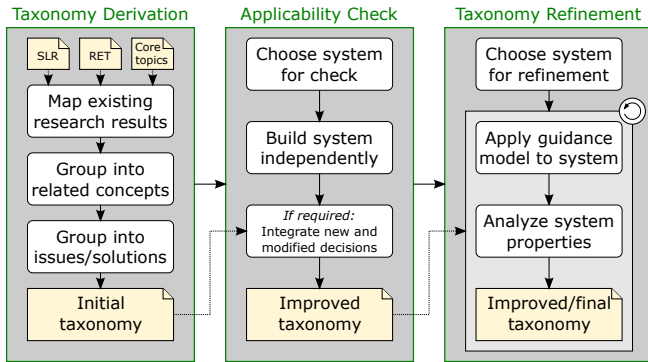 Taxonomy Derivation
SLR
RET
Core
topics
Map existing
research results
Group into
related concepts
Group into
issues/solutions
Initial
taxonomy
Applicability Check
Choose system
for check
Build system
independently
If required:
Integrate new and
modified decisions
Improved
taxonomy
Taxonomy Refinement
Choose system
for refinement
Apply guidance
model to system
Analyze system
properties
Improved/final
taxonomy